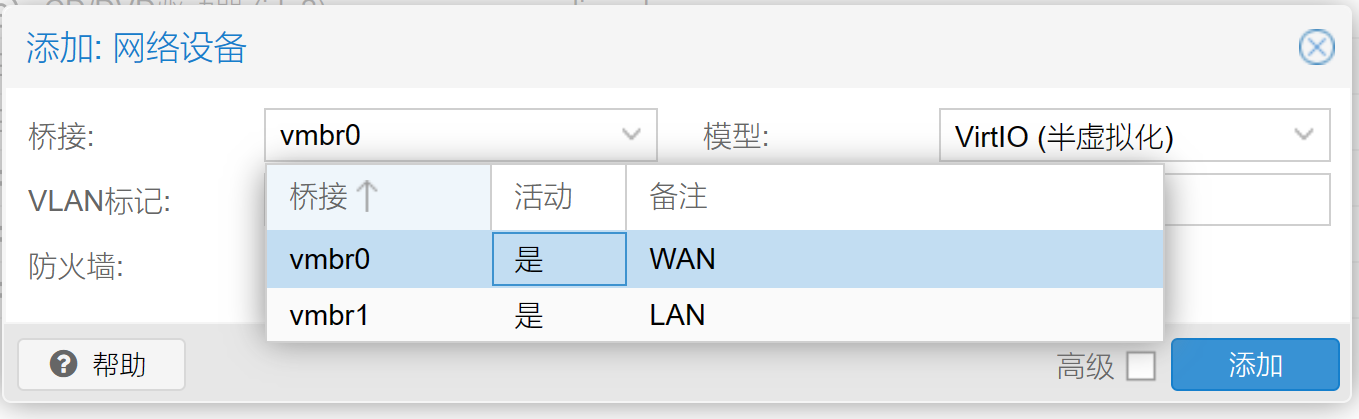 添加: 网络设备
桥接: vmbr0 模型: VirtIO (半虚拟化)
VLAN标记:
桥接 活动 备注
vmbr0 是 WAN
防火墙:
vmbr1 是 LAN
帮助 高级 添加